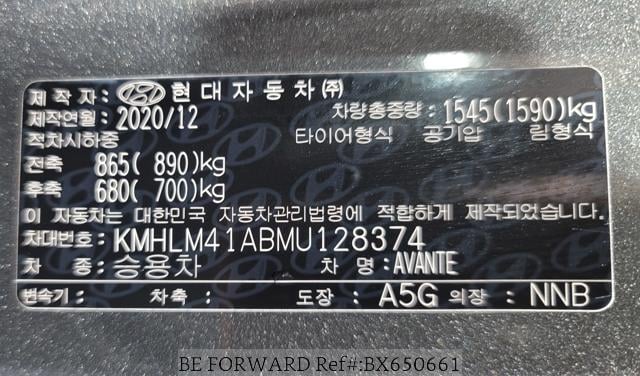 제 작 자 : 현대자동차㈜
제작연월 : 2020/12 차량총중량 : 1545(1590)kg
적차시하중 타이어형식 공기압 림형식
전축 865( 890)kg
후축 680( 700)kg
이 자동차는 대한민국 자동차관리법령에 적합하게 제작되었습니다.
차대번호 : KMHLM41ABMU128374
차 종 : 승용차 차 명 : AVANTE
변속기 : 차축 : 도장 : A5G 의장 : NNB
BE FORWARD Ref#:BX650661